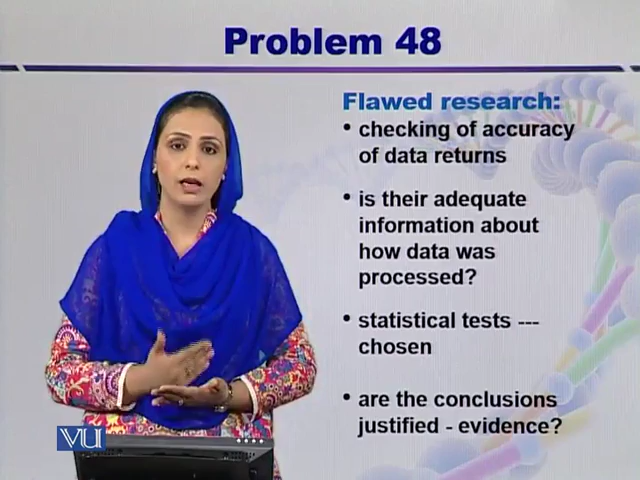 Problem 48
Flawed research:
• checking of accuracy
of data returns
• is their adequate
information about
how data was
processed?
• statistical tests ---
chosen
• are the conclusions
justified - evidence?
VU